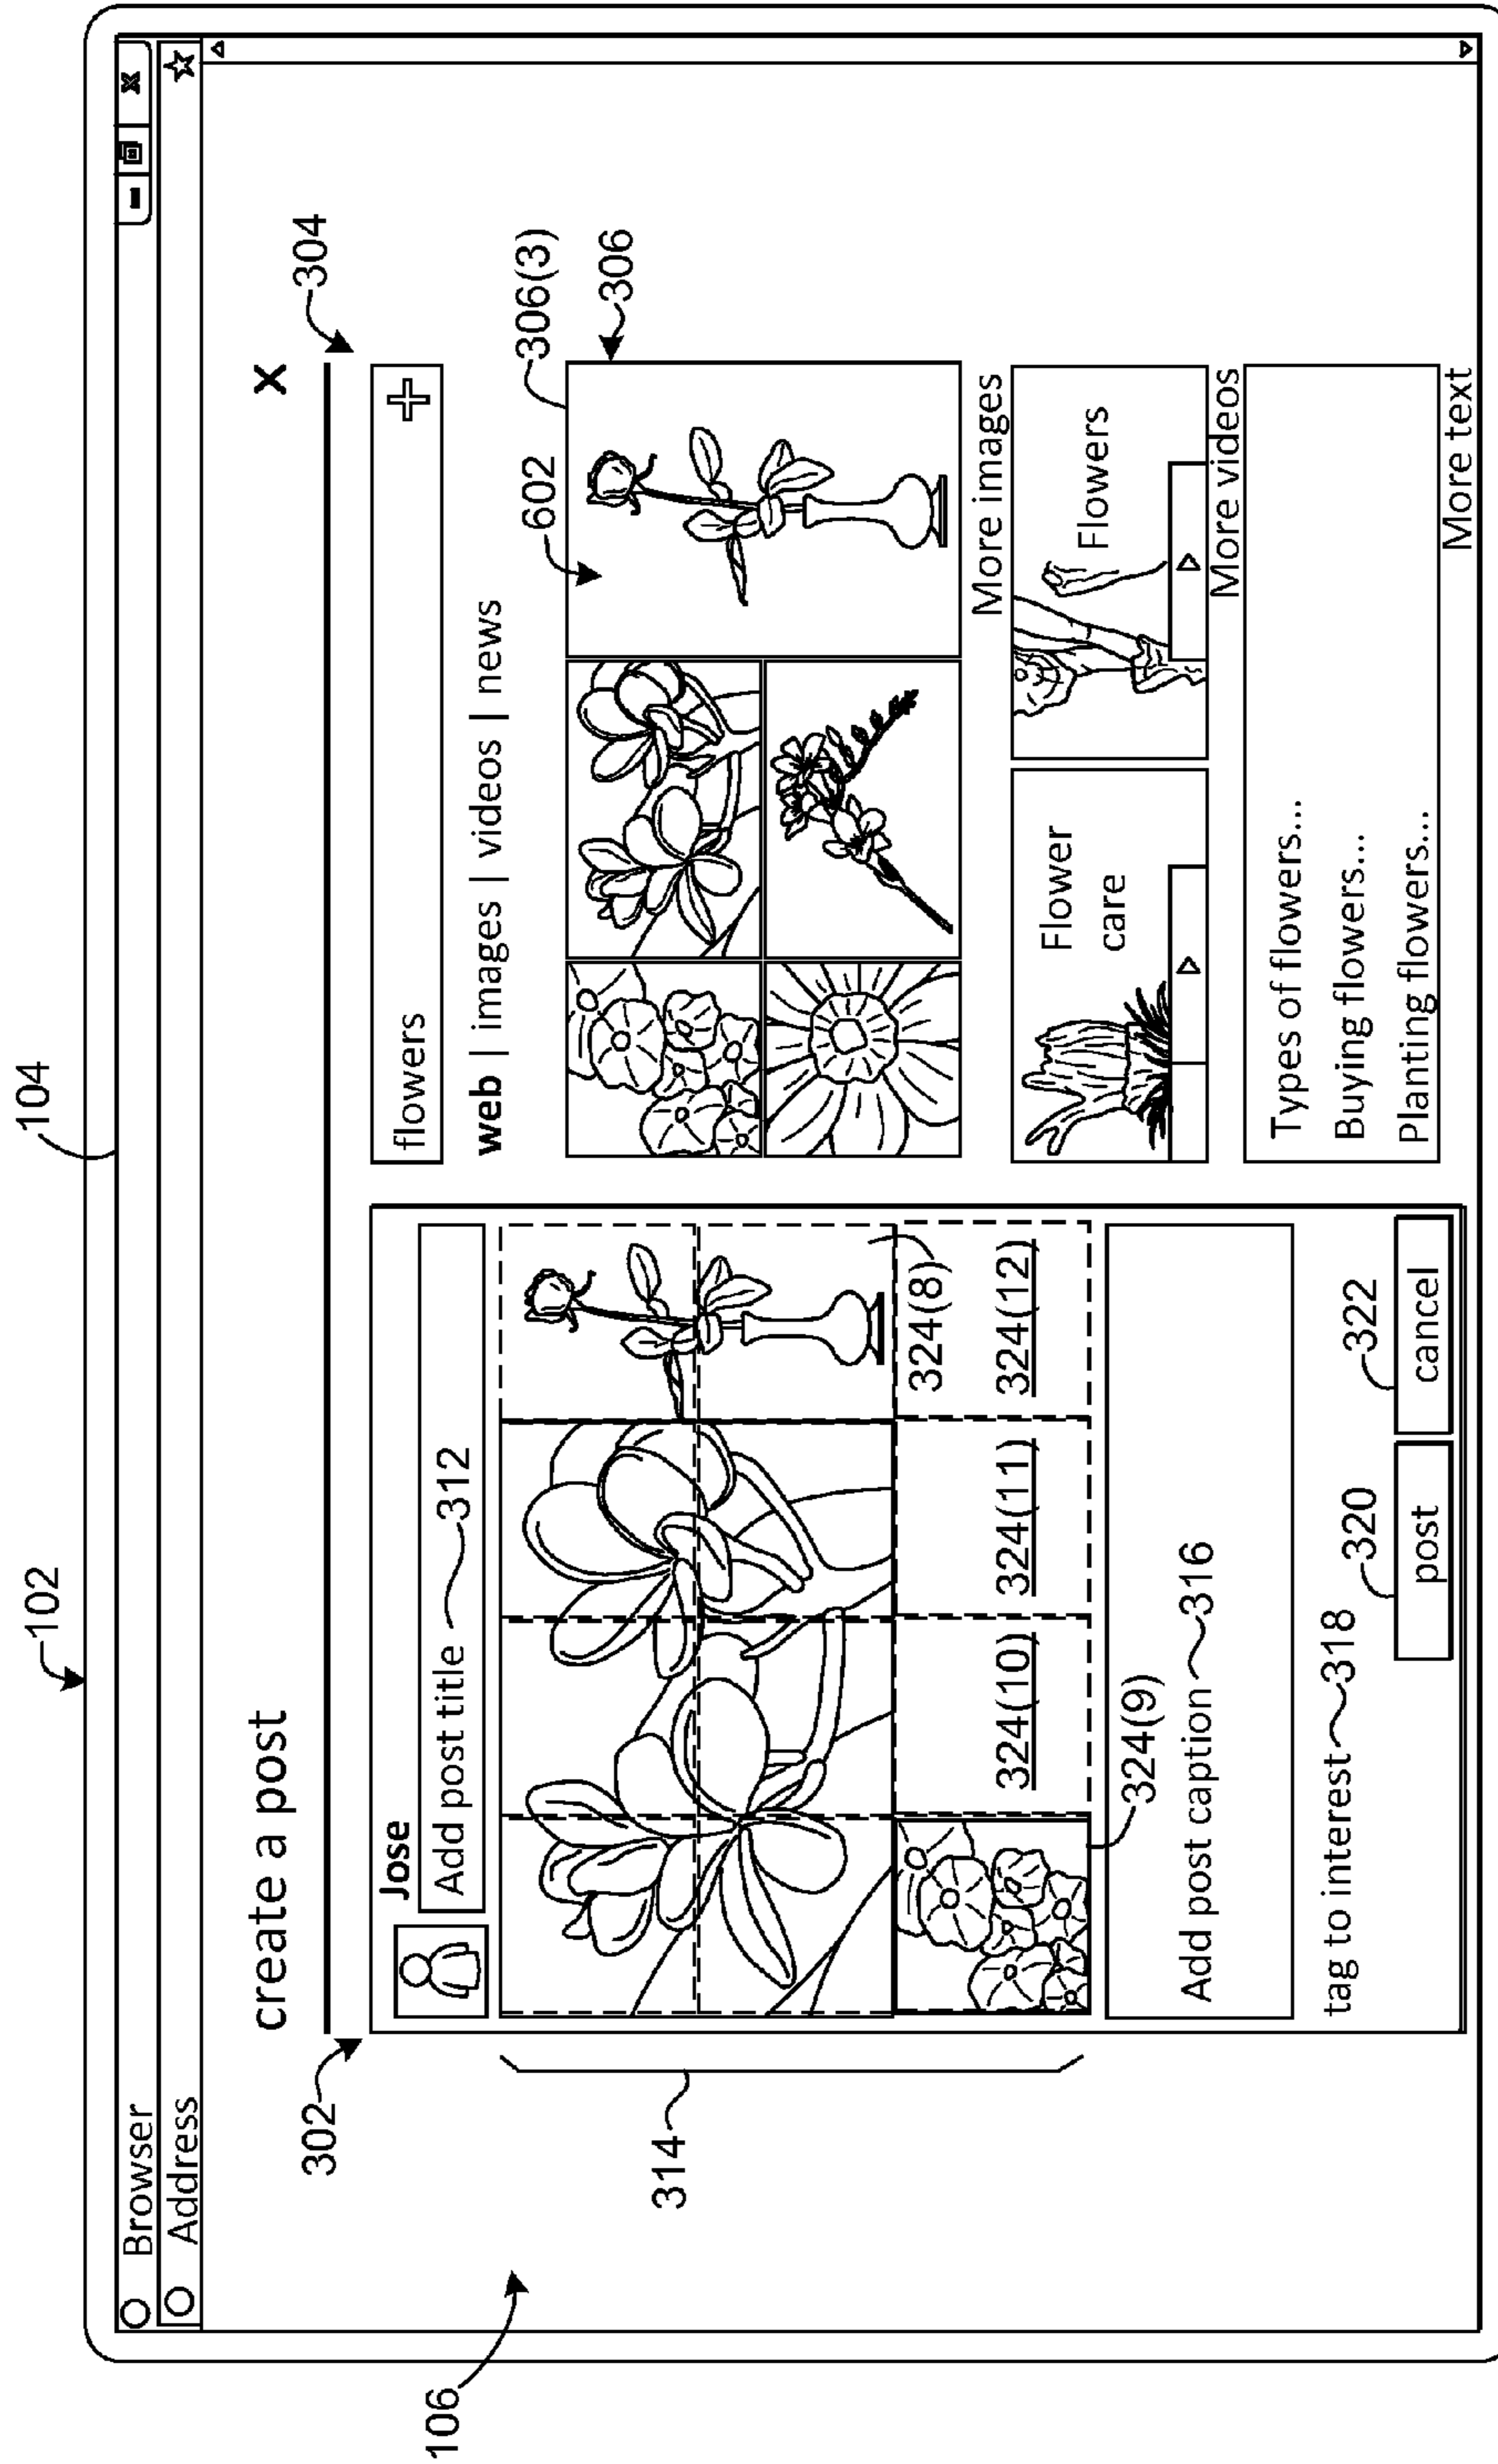 102
104
106
Browser
Address
create a post
X
302
304
Jose
Add post title
312
314
324(8)
324(9)
324(10)
324(11)
324(12)
Add post caption
316
tag to interest
318
320
322
post
cancel
flowers
web | images | videos | news
602
306(3)
306
More images
Flower
care
Flowers
More videos
Types of flowers...
Buying flowers...
Planting flowers...
More text